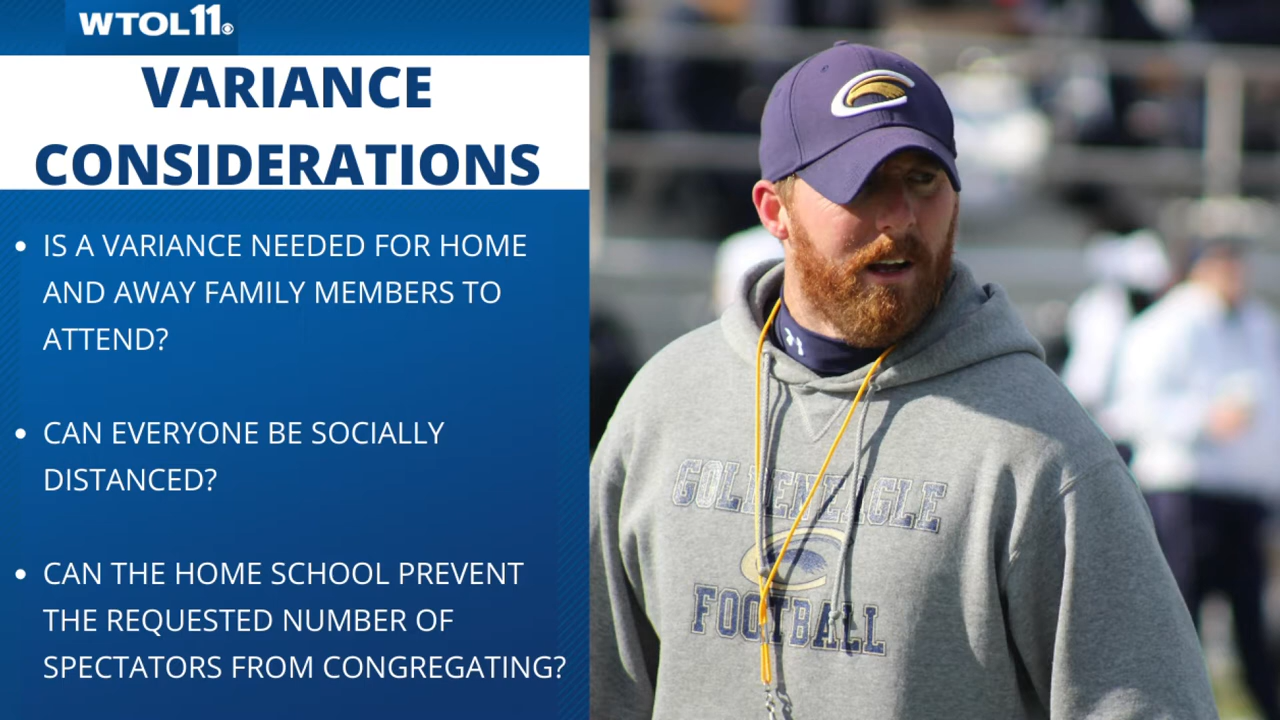 WTOL11
VARIANCE
CONSIDERATIONS
• IS A VARIANCE NEEDED FOR HOME
AND AWAY FAMILY MEMBERS TO
ATTEND?
• CAN EVERYONE BE SOCIALLY
DISTANCED?
• CAN THE HOME SCHOOL PREVENT
THE REQUESTED NUMBER OF
SPECTATORS FROM CONGREGATING?
GOLDEN EAGLE
C
FOOTBALL